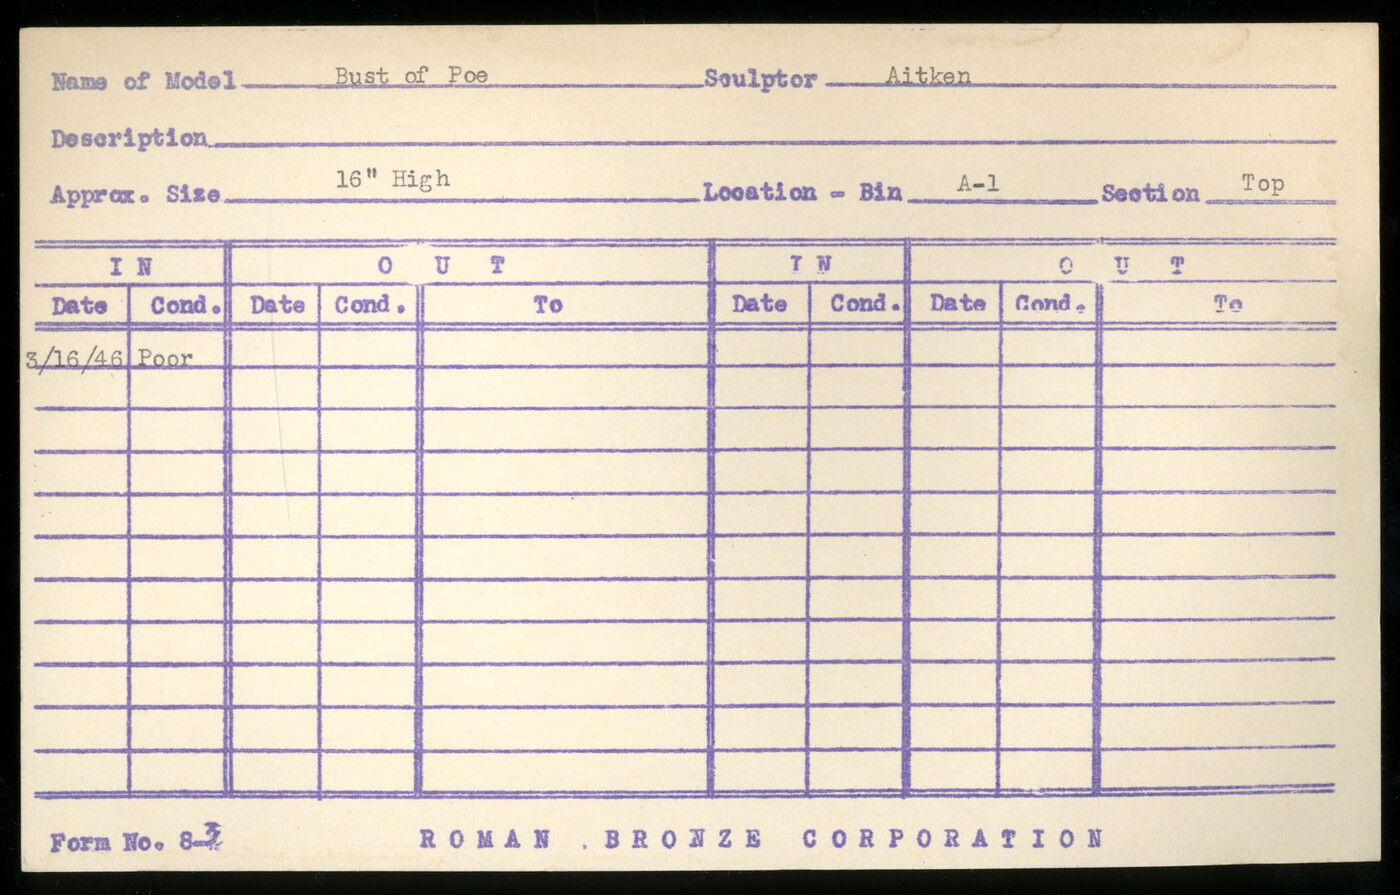 Name of Model Bust of Poe Sculptor Aitken
Description
Approx. Size 16" High Location - Bin A-1 Section Top
IN OUT IN OUT
Date Cond. Date Cond. To Date Cond. Date Cond. To
3/16/46 Poor
Form No. 8-3 ROMAN BRONZE CORPORATION